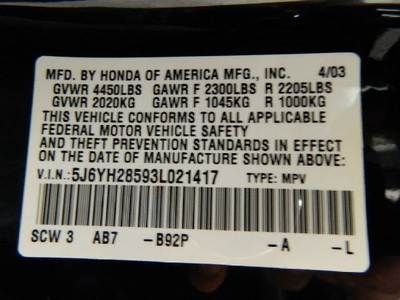 MFD. BY HONDA OF AMERICA MFG., INC. 4/03
GVWR 4450LBS GAWR F 2300LBS R 2205LBS
GVWR 2020KG GAWR F 1045KG R 1000KG
THIS VEHICLE CONFORMS TO ALL APPLICABLE
FEDERAL MOTOR VEHICLE SAFETY
AND THEFT PREVENTION STANDARDS IN EFFECT
ON THE DATE OF MANUFACTURE SHOWN ABOVE:
V.I.N.:5J6YH28593L021417 TYPE: MPV
SCW 3 AB7 -B92P -A -L